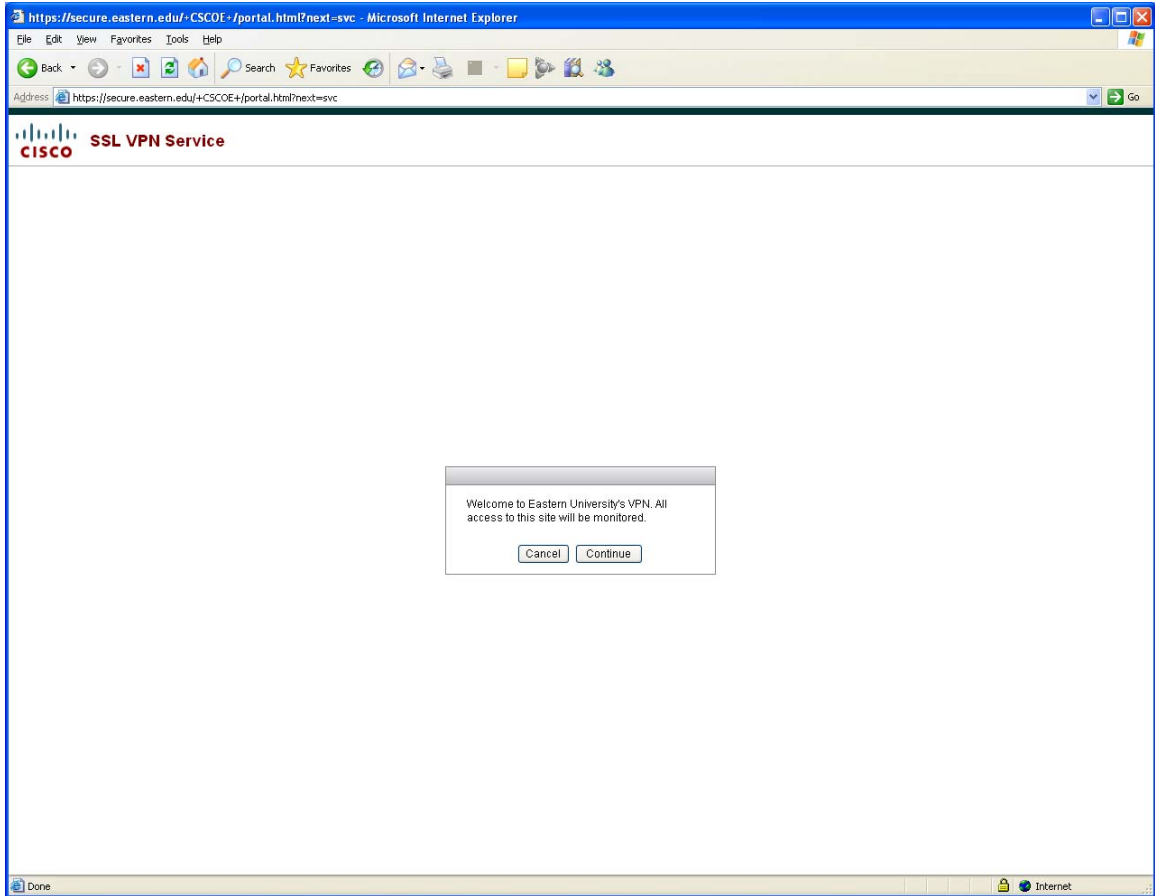 https://secure.eastern.edu/+CSCOE+/portal.html?next=svc - Microsoft Internet Explorer
File Edit View Favorites Tools Help
Back Search Favorites
Address https://secure.eastern.edu/+CSCOE+/portal.html?next=svc Go
CISCO SSL VPN Service
Welcome to Eastern University's VPN. All
access to this site will be monitored.
Cancel Continue
Done Internet